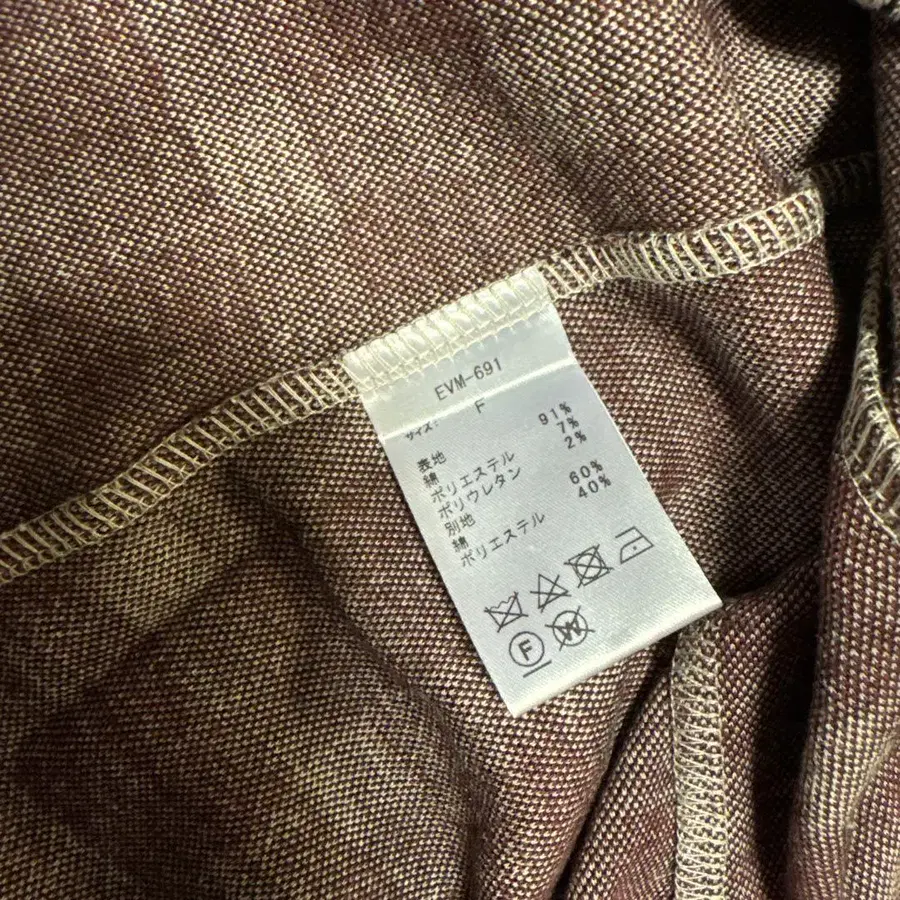 EVM-691
サイズ: F
表地
綿 91%
ポリエステル 7%
ポリウレタン 2%
別地
綿 60%
ポリエステル 40%
F W